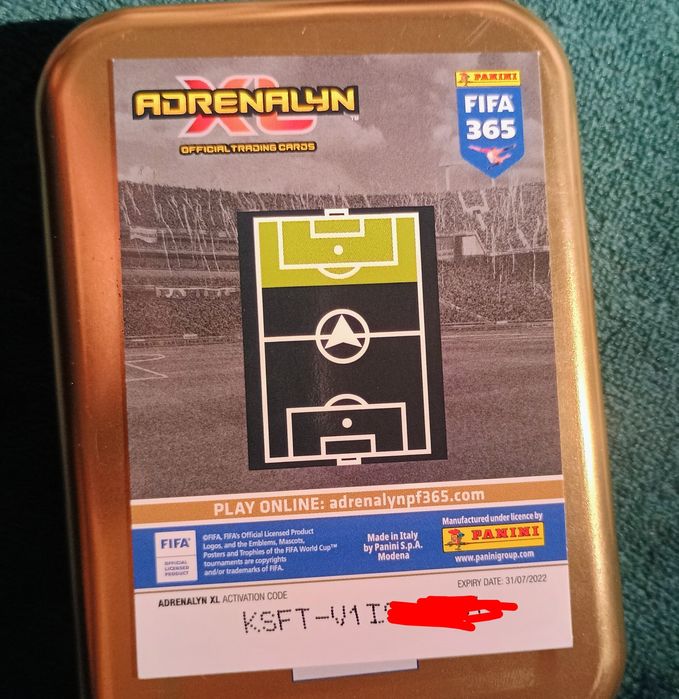 ADRENALYN
XL™
OFFICIAL TRADING CARDS
PANINI
FIFA
365
PLAY ONLINE: adrenalynpf365.com
FIFA®
OFFICIAL
LICENSED
PRODUCT
©FIFA, FIFA's Official Licensed Product
Logos, and the Emblems, Mascots,
Posters and Trophies of the FIFA World Cup™
tournaments are copyrights
and/or trademarks of FIFA.
Made in Italy
by Panini S.p.A.
Modena
Manufactured under licence by
PANINI
www.paninigroup.com
ADRENALYN XL ACTIVATION CODE
EXPIRY DATE: 31/07/2022
KSFT-V1I